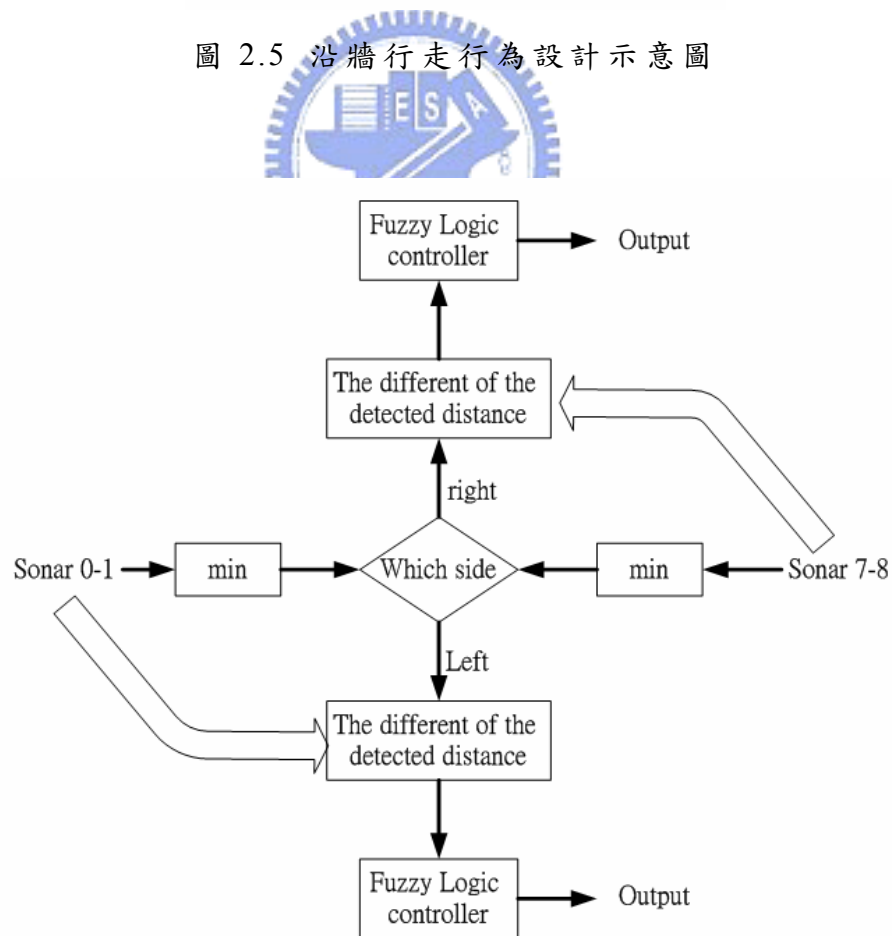 圖 2.5 沿牆行走行為設計示意圖
ESA
Fuzzy Logic
controller
Output
The different of the
detected distance
right
Sonar 0-1
min
Which side
min
Sonar 7-8
Left
The different of the
detected distance
Fuzzy Logic
controller
Output